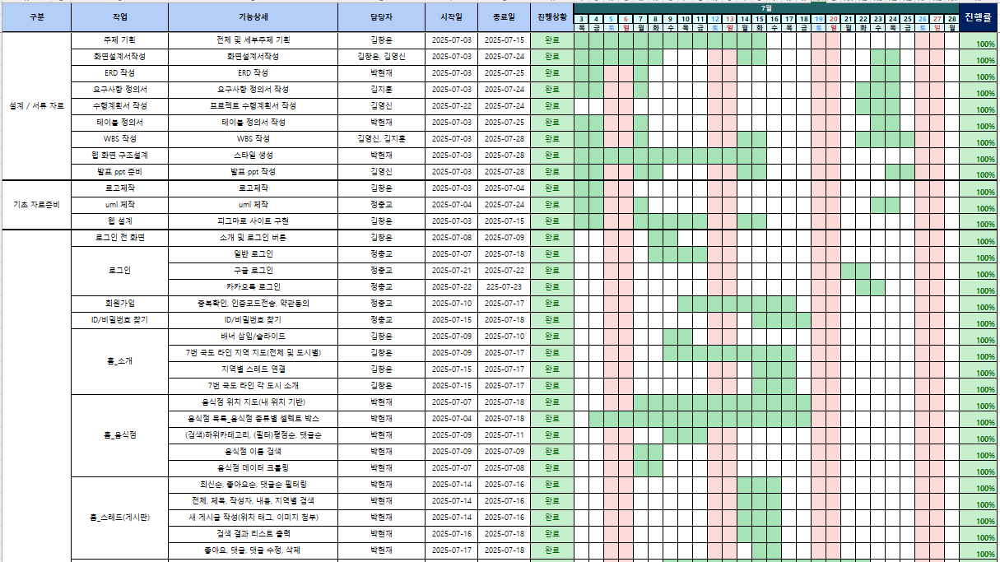 구분 작업 기능상세 담당자 시작일 종료일 진행상황 7월 진행률
3 4 5 6 7 8 9 10 11 12 13 14 15 16 17 18 19 20 21 22 23 24 25 26 27 28
목 금 토 일 월 화 수 목 금 토 일 월 화 수 목 금 토 일 월 화 수 목 금 토 일 월
설계 / 서류 자료
주제 기획 전체 및 세부주제 기획 김창윤 2025-07-03 2025-07-15 완료 100%
화면설계서작성 화면설계서작성 김창윤, 김영신 2025-07-03 2025-07-24 완료 100%
ERD 작성 ERD 작성 박현재 2025-07-03 2025-07-25 완료 100%
요구사항 정의서 요구사항 정의서 작성 김지훈 2025-07-03 2025-07-24 완료 100%
수행계획서 작성 프로젝트 수행계획서 작성 김영신 2025-07-22 2025-07-24 완료 100%
테이블 정의서 테이블 정의서 작성 박현재 2025-07-03 2025-07-25 완료 100%
WBS 작성 WBS 작성 김영신, 김지훈 2025-07-03 2025-07-28 완료 100%
웹 화면 구조설계 스타일 생성 박현재 2025-07-03 2025-07-28 완료 100%
발표 ppt 준비 발표 ppt 작성 김영신 2025-07-03 2025-07-28 완료 100%
기초 자료준비
로고제작 로고제작 김창윤 2025-07-03 2025-07-04 완료 100%
uml 제작 uml 제작 정충교 2025-07-04 2025-07-24 완료 100%
웹 설계 피그마로 사이트 구현 김창윤 2025-07-03 2025-07-15 완료 100%
로그인 전 화면 소개 및 로그인 버튼 김창윤 2025-07-08 2025-07-09 완료 100%
로그인
일반 로그인 정충교 2025-07-07 2025-07-18 완료 100%
구글 로그인 정충교 2025-07-21 2025-07-22 완료 100%
카카오톡 로그인 정충교 2025-07-22 225-07-23 완료 100%
회원가입 중복확인, 인증코드전송, 약관동의 정충교 2025-07-10 2025-07-17 완료 100%
ID/비밀번호 찾기 ID/비밀번호 찾기 정충교 2025-07-15 2025-07-18 완료 100%
홈_소개
배너 삽입/슬라이드 김창윤 2025-07-09 2025-07-10 완료 100%
7번 국도 라인 지역 지도(전체 및 도시별) 김창윤 2025-07-09 2025-07-17 완료 100%
지역별 스레드 연결 김창윤 2025-07-15 2025-07-17 완료 100%
7번 국도 라인 각 도시 소개 김창윤 2025-07-15 2025-07-17 완료 100%
홈_음식점
음식점 위치 지도(내 위치 기반) 박현재 2025-07-07 2025-07-18 완료 100%
음식점 목록_음식점 종류별 셀렉트 박스 박현재 2025-07-04 2025-07-18 완료 100%
(검색)하위카테고리, (필터)평점순, 댓글순 박현재 2025-07-09 2025-07-11 완료 100%
음식점 이름 검색 박현재 2025-07-09 2025-07-09 완료 100%
음식점 데이터 크롤링 박현재 2025-07-07 2025-07-08 완료 100%
홈_스레드(게시판)
최신순, 좋아요순, 댓글순 필터링 박현재 2025-07-14 2025-07-16 완료 100%
전체, 제목, 작성자, 내용, 지역별 검색 박현재 2025-07-14 2025-07-16 완료 100%
새 게시글 작성(위치 태그, 이미지 첨부) 박현재 2025-07-14 2025-07-16 완료 100%
검색 결과 리스트 출력 박현재 2025-07-16 2025-07-18 완료 100%
좋아요, 댓글, 댓글 수정, 삭제 박현재 2025-07-17 2025-07-18 완료 100%